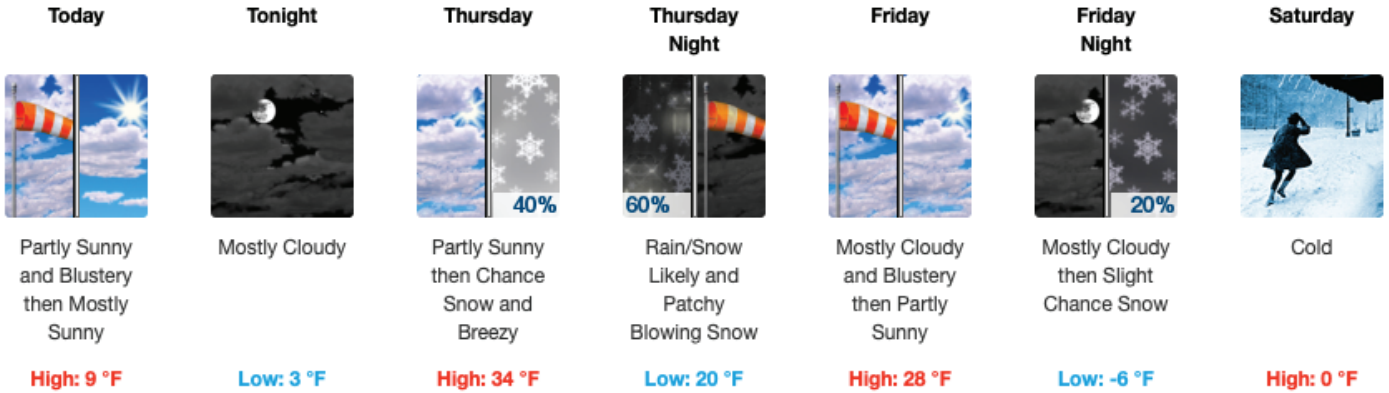 Today
Tonight
Thursday
Thursday
Night
Friday
Friday
Night
Saturday
40%
60%
20%
Partly Sunny
and Blustery
then Mostly
Sunny
Mostly Cloudy
Partly Sunny
then Chance
Snow and
Breezy
Rain/Snow
Likely and
Patchy
Blowing Snow
Mostly Cloudy
and Blustery
then Partly
Sunny
Mostly Cloudy
then Slight
Chance Snow
Cold
High: 9 °F
Low: 3 °F
High: 34 °F
Low: 20 °F
High: 28 °F
Low: -6 °F
High: 0 °F